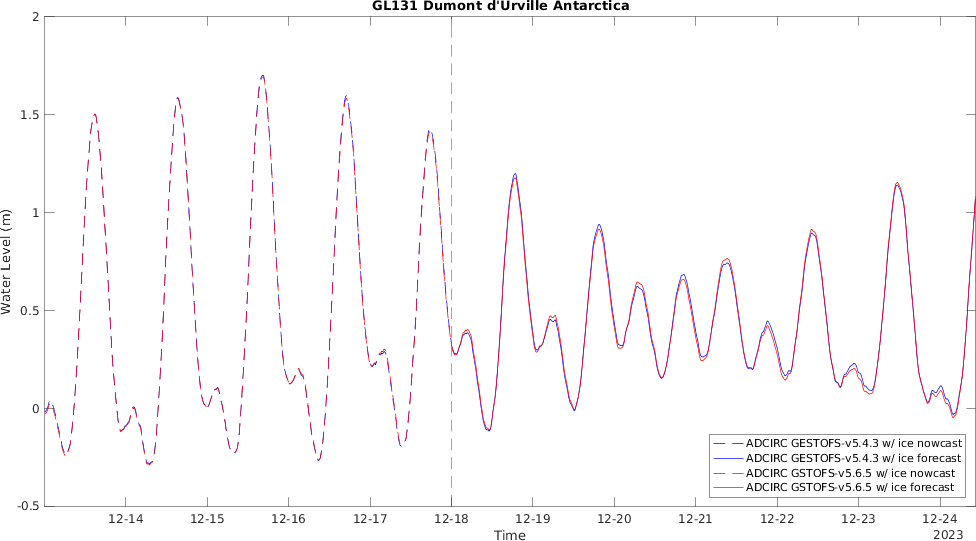 GL131 Dumont d'Urville Antarctica
2
1.5
1
0.5
0
-0.5
Water Level (m)
ADCIRC GESTOFS-v5.4.3 w/ ice nowcast
ADCIRC GESTOFS-v5.4.3 w/ ice forecast
ADCIRC GSTOFS-v5.6.5 w/ ice nowcast
ADCIRC GSTOFS-v5.6.5 w/ ice forecast
12-14 12-15 12-16 12-17 12-18 12-19 12-20 12-21 12-22 12-23 12-24
Time
2023